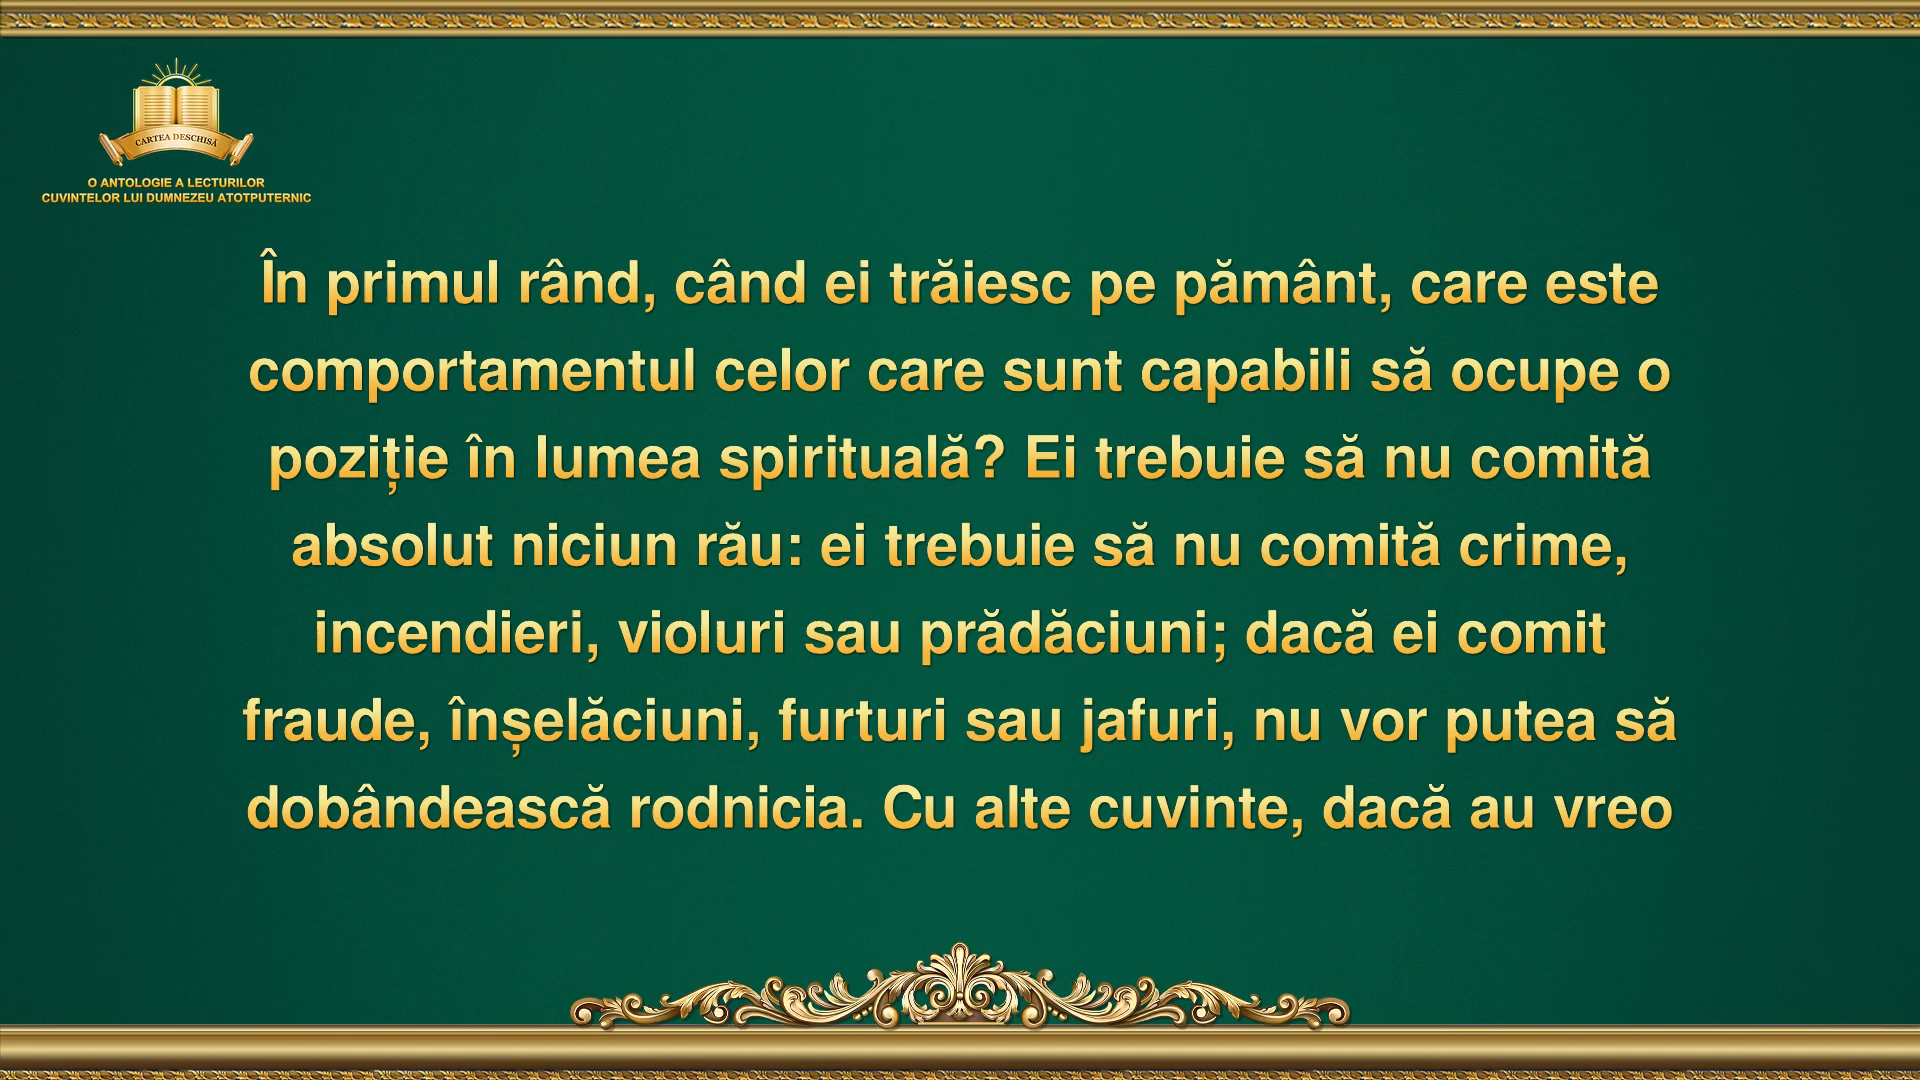 CARTEA DESCHISĂ
O ANTOLOGIE A LECTURILOR
CUVINTELOR LUI DUMNEZEU ATOTPUTERNIC
În primul rând, când ei trăiesc pe pământ, care este
comportamentul celor care sunt capabili să ocupe o
poziție în lumea spirituală? Ei trebuie să nu comită
absolut niciun rău: ei trebuie să nu comită crime,
incendieri, violuri sau prădăciuni; dacă ei comit
fraude, înșelăciuni, furturi sau jafuri, nu vor putea să
dobândească rodnicia. Cu alte cuvinte, dacă au vreo